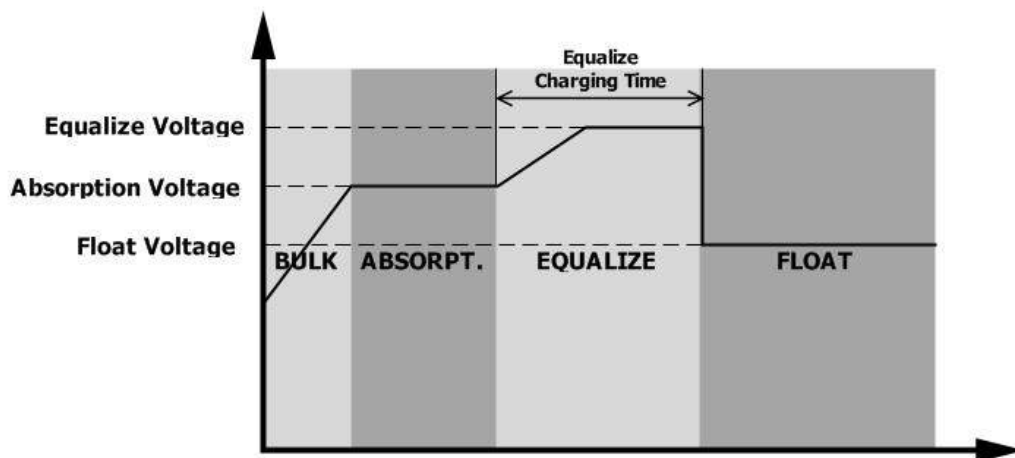 Equalize
Charging Time
Equalize Voltage
Absorption Voltage
Float Voltage
BULK
ABSORPT.
EQUALIZE
FLOAT